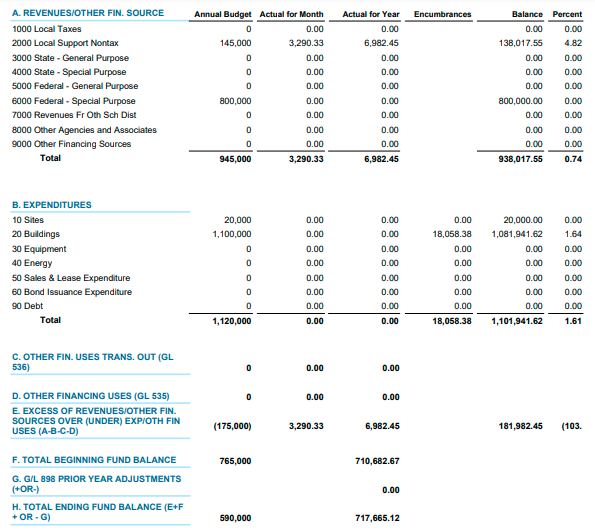 A. REVENUES/OTHER FIN. SOURCE Annual Budget Actual for Month Actual for Year Encumbrances Balance Percent
1000 Local Taxes 0 0.00 0.00 0.00 0.00
2000 Local Support Nontax 145,000 3,290.33 6,982.45 138,017.55 4.82
3000 State - General Purpose 0 0.00 0.00 0.00 0.00
4000 State - Special Purpose 0 0.00 0.00 0.00 0.00
5000 Federal - General Purpose 0 0.00 0.00 0.00 0.00
6000 Federal - Special Purpose 800,000 0.00 0.00 800,000.00 0.00
7000 Revenues Fr Oth Sch Dist 0 0.00 0.00 0.00 0.00
8000 Other Agencies and Associates 0 0.00 0.00 0.00 0.00
9000 Other Financing Sources 0 0.00 0.00 0.00 0.00
Total 945,000 3,290.33 6,982.45 938,017.55 0.74
B. EXPENDITURES
10 Sites 20,000 0.00 0.00 0.00 20,000.00 0.00
20 Buildings 1,100,000 0.00 0.00 18,058.38 1,081,941.62 1.64
30 Equipment 0 0.00 0.00 0.00 0.00 0.00
40 Energy 0 0.00 0.00 0.00 0.00 0.00
50 Sales & Lease Expenditure 0 0.00 0.00 0.00 0.00 0.00
60 Bond Issuance Expenditure 0 0.00 0.00 0.00 0.00 0.00
90 Debt 0 0.00 0.00 0.00 0.00 0.00
Total 1,120,000 0.00 0.00 18,058.38 1,101,941.62 1.61
C. OTHER FIN. USES TRANS. OUT (GL
536) 0 0.00 0.00
D. OTHER FINANCING USES (GL 535) 0 0.00 0.00
E. EXCESS OF REVENUES/OTHER FIN.
SOURCES OVER (UNDER) EXP/OTH FIN
USES (A-B-C-D) (175,000) 3,290.33 6,982.45 181,982.45 (103.
F. TOTAL BEGINNING FUND BALANCE 765,000 710,682.67
G. G/L 898 PRIOR YEAR ADJUSTMENTS
(+OR-) 0.00
H. TOTAL ENDING FUND BALANCE (E+F
+ OR - G) 590,000 717,665.12